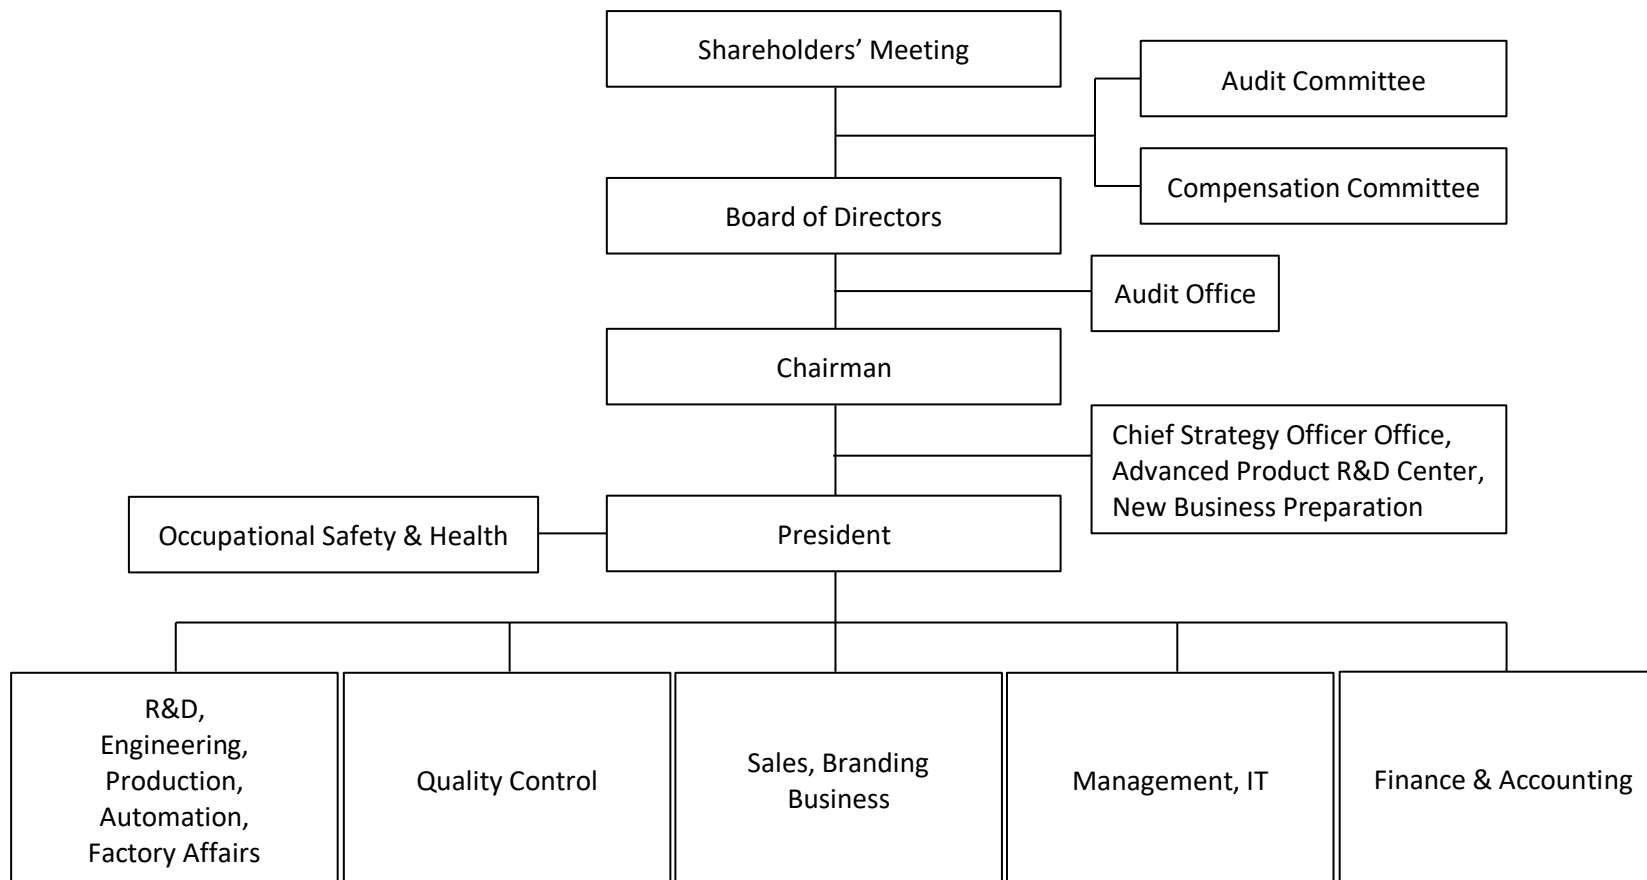 Shareholders’ Meeting
Audit Committee
Compensation Committee
Board of Directors
Audit Office
Chairman
Chief Strategy Officer Office,
Advanced Product R&D Center,
New Business Preparation
Occupational Safety & Health
President
R&D,
Engineering,
Production,
Automation,
Factory Affairs
Quality Control
Sales, Branding
Business
Management, IT
Finance & Accounting